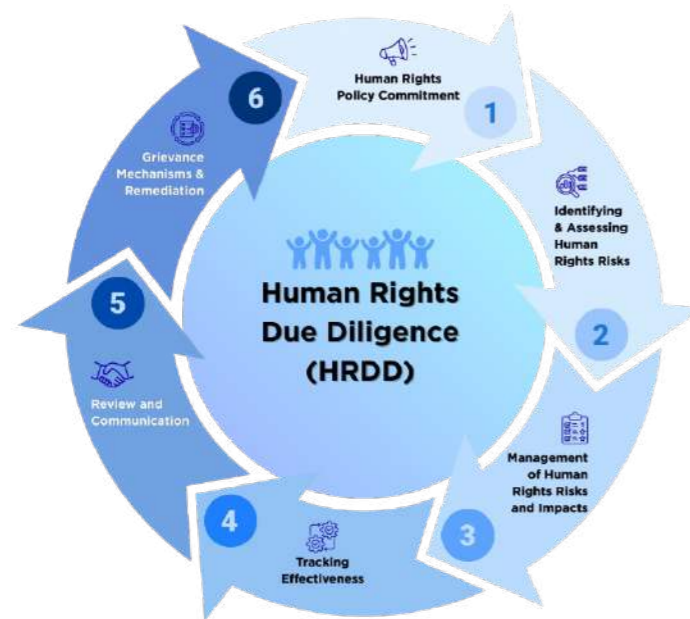 Human Rights
Due Diligence
(HRDD)
Human Rights
Policy Commitment
1
Identifying
& Assessing
Human
Rights Risks
2
Management
of Human
Rights Risks
and Impacts
3
Tracking
Effectiveness
4
Review and
Communication
5
Grievance
Mechanisms &
Remediation
6